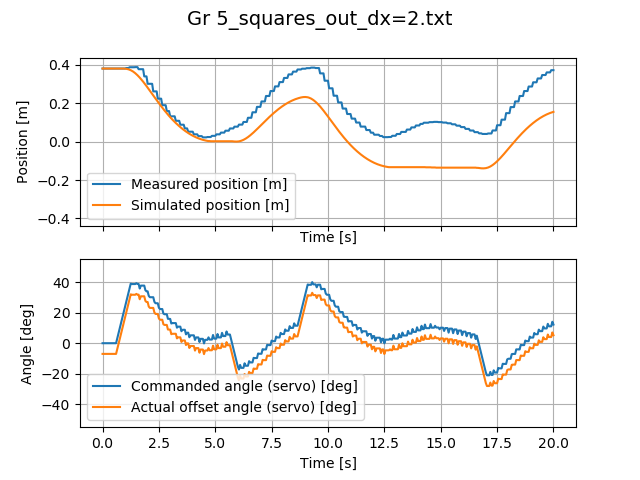 Gr 5_squares_out_dx=2.txt
0.4
0.2
0.0
−0.2
−0.4
Position [m]
Measured position [m]
Simulated position [m]
Time [s]
40
20
0
−20
−40
Angle [deg]
Commanded angle (servo) [deg]
Actual offset angle (servo) [deg]
0.0 2.5 5.0 7.5 10.0 12.5 15.0 17.5 20.0
Time [s]